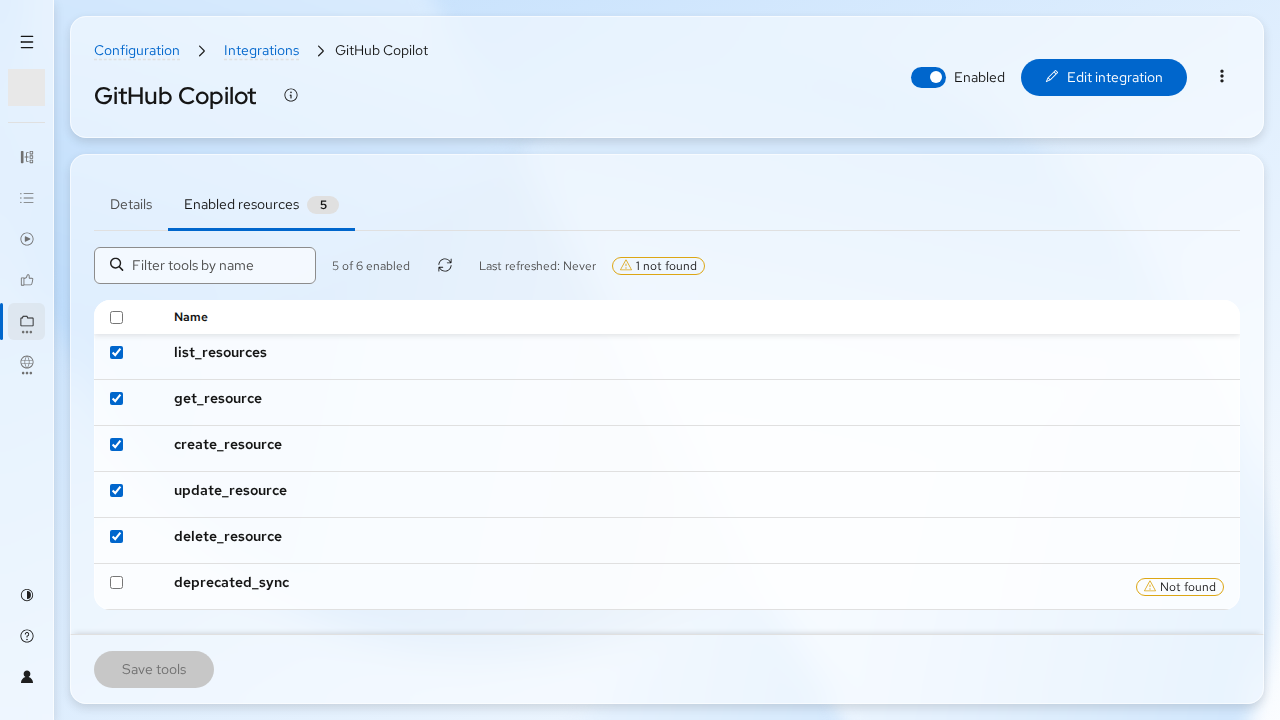 Configuration
Integrations
GitHub Copilot
GitHub Copilot
Enabled
Edit integration
Details
Enabled resources 5
Filter tools by name
5 of 6 enabled
Last refreshed: Never
1 not found
Name
list_resources
get_resource
create_resource
update_resource
delete_resource
deprecated_sync
Not found
Save tools